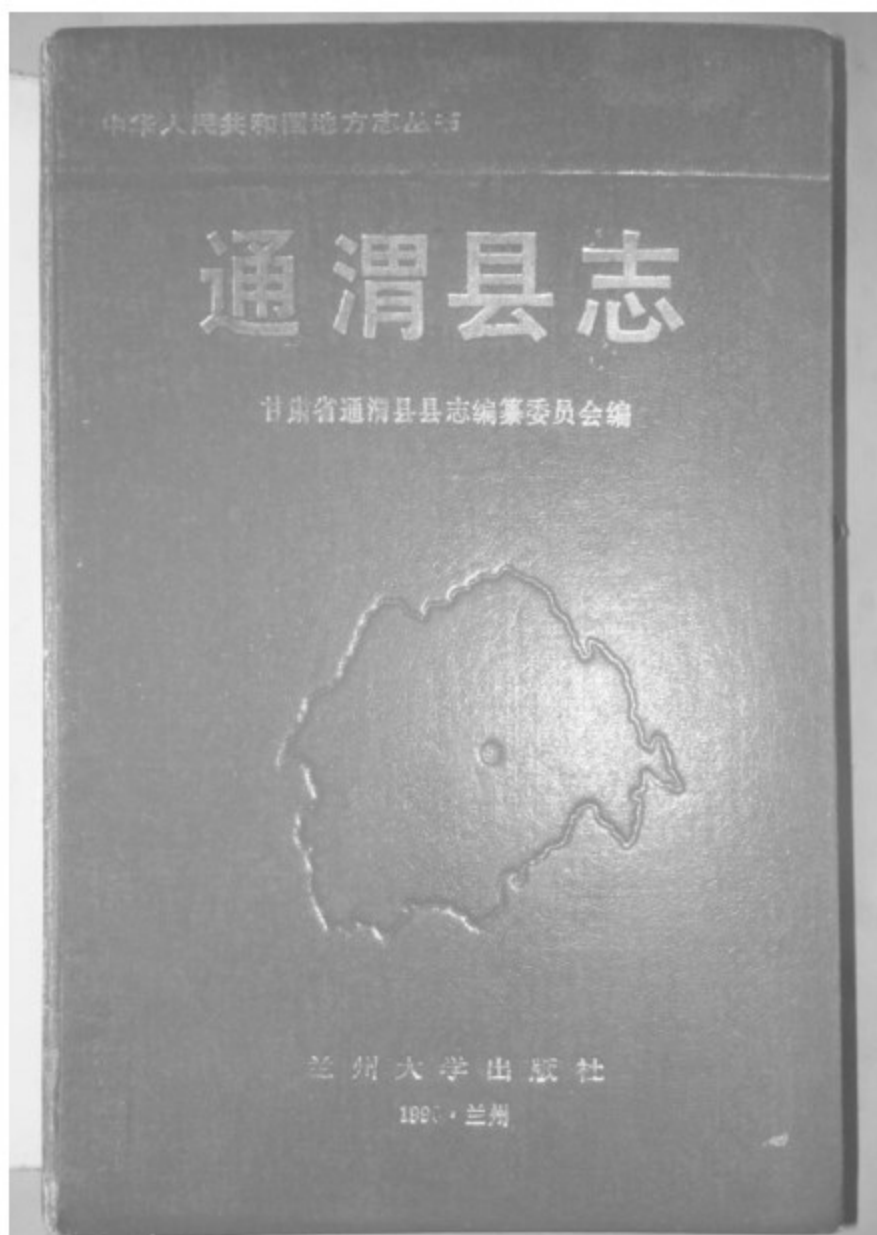 中华人民共和国地方志丛书
通渭县志
甘肃省通渭县县志编纂委员会编
兰州大学出版社
兰州